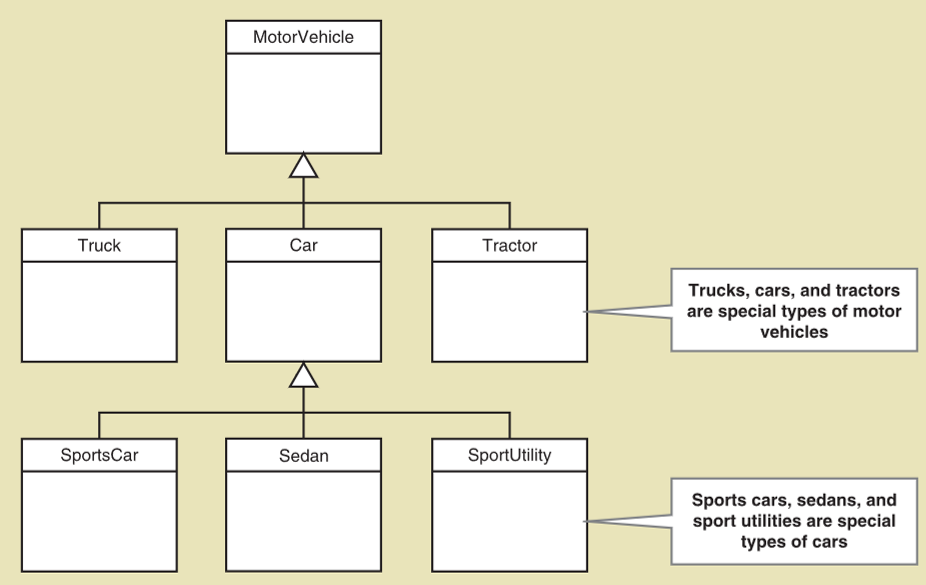 MotorVehicle
Truck
Car
Tractor
Trucks, cars, and tractors
are special types of motor
vehicles
SportsCar
Sedan
SportUtility
Sports cars, sedans, and
sport utilities are special
types of cars